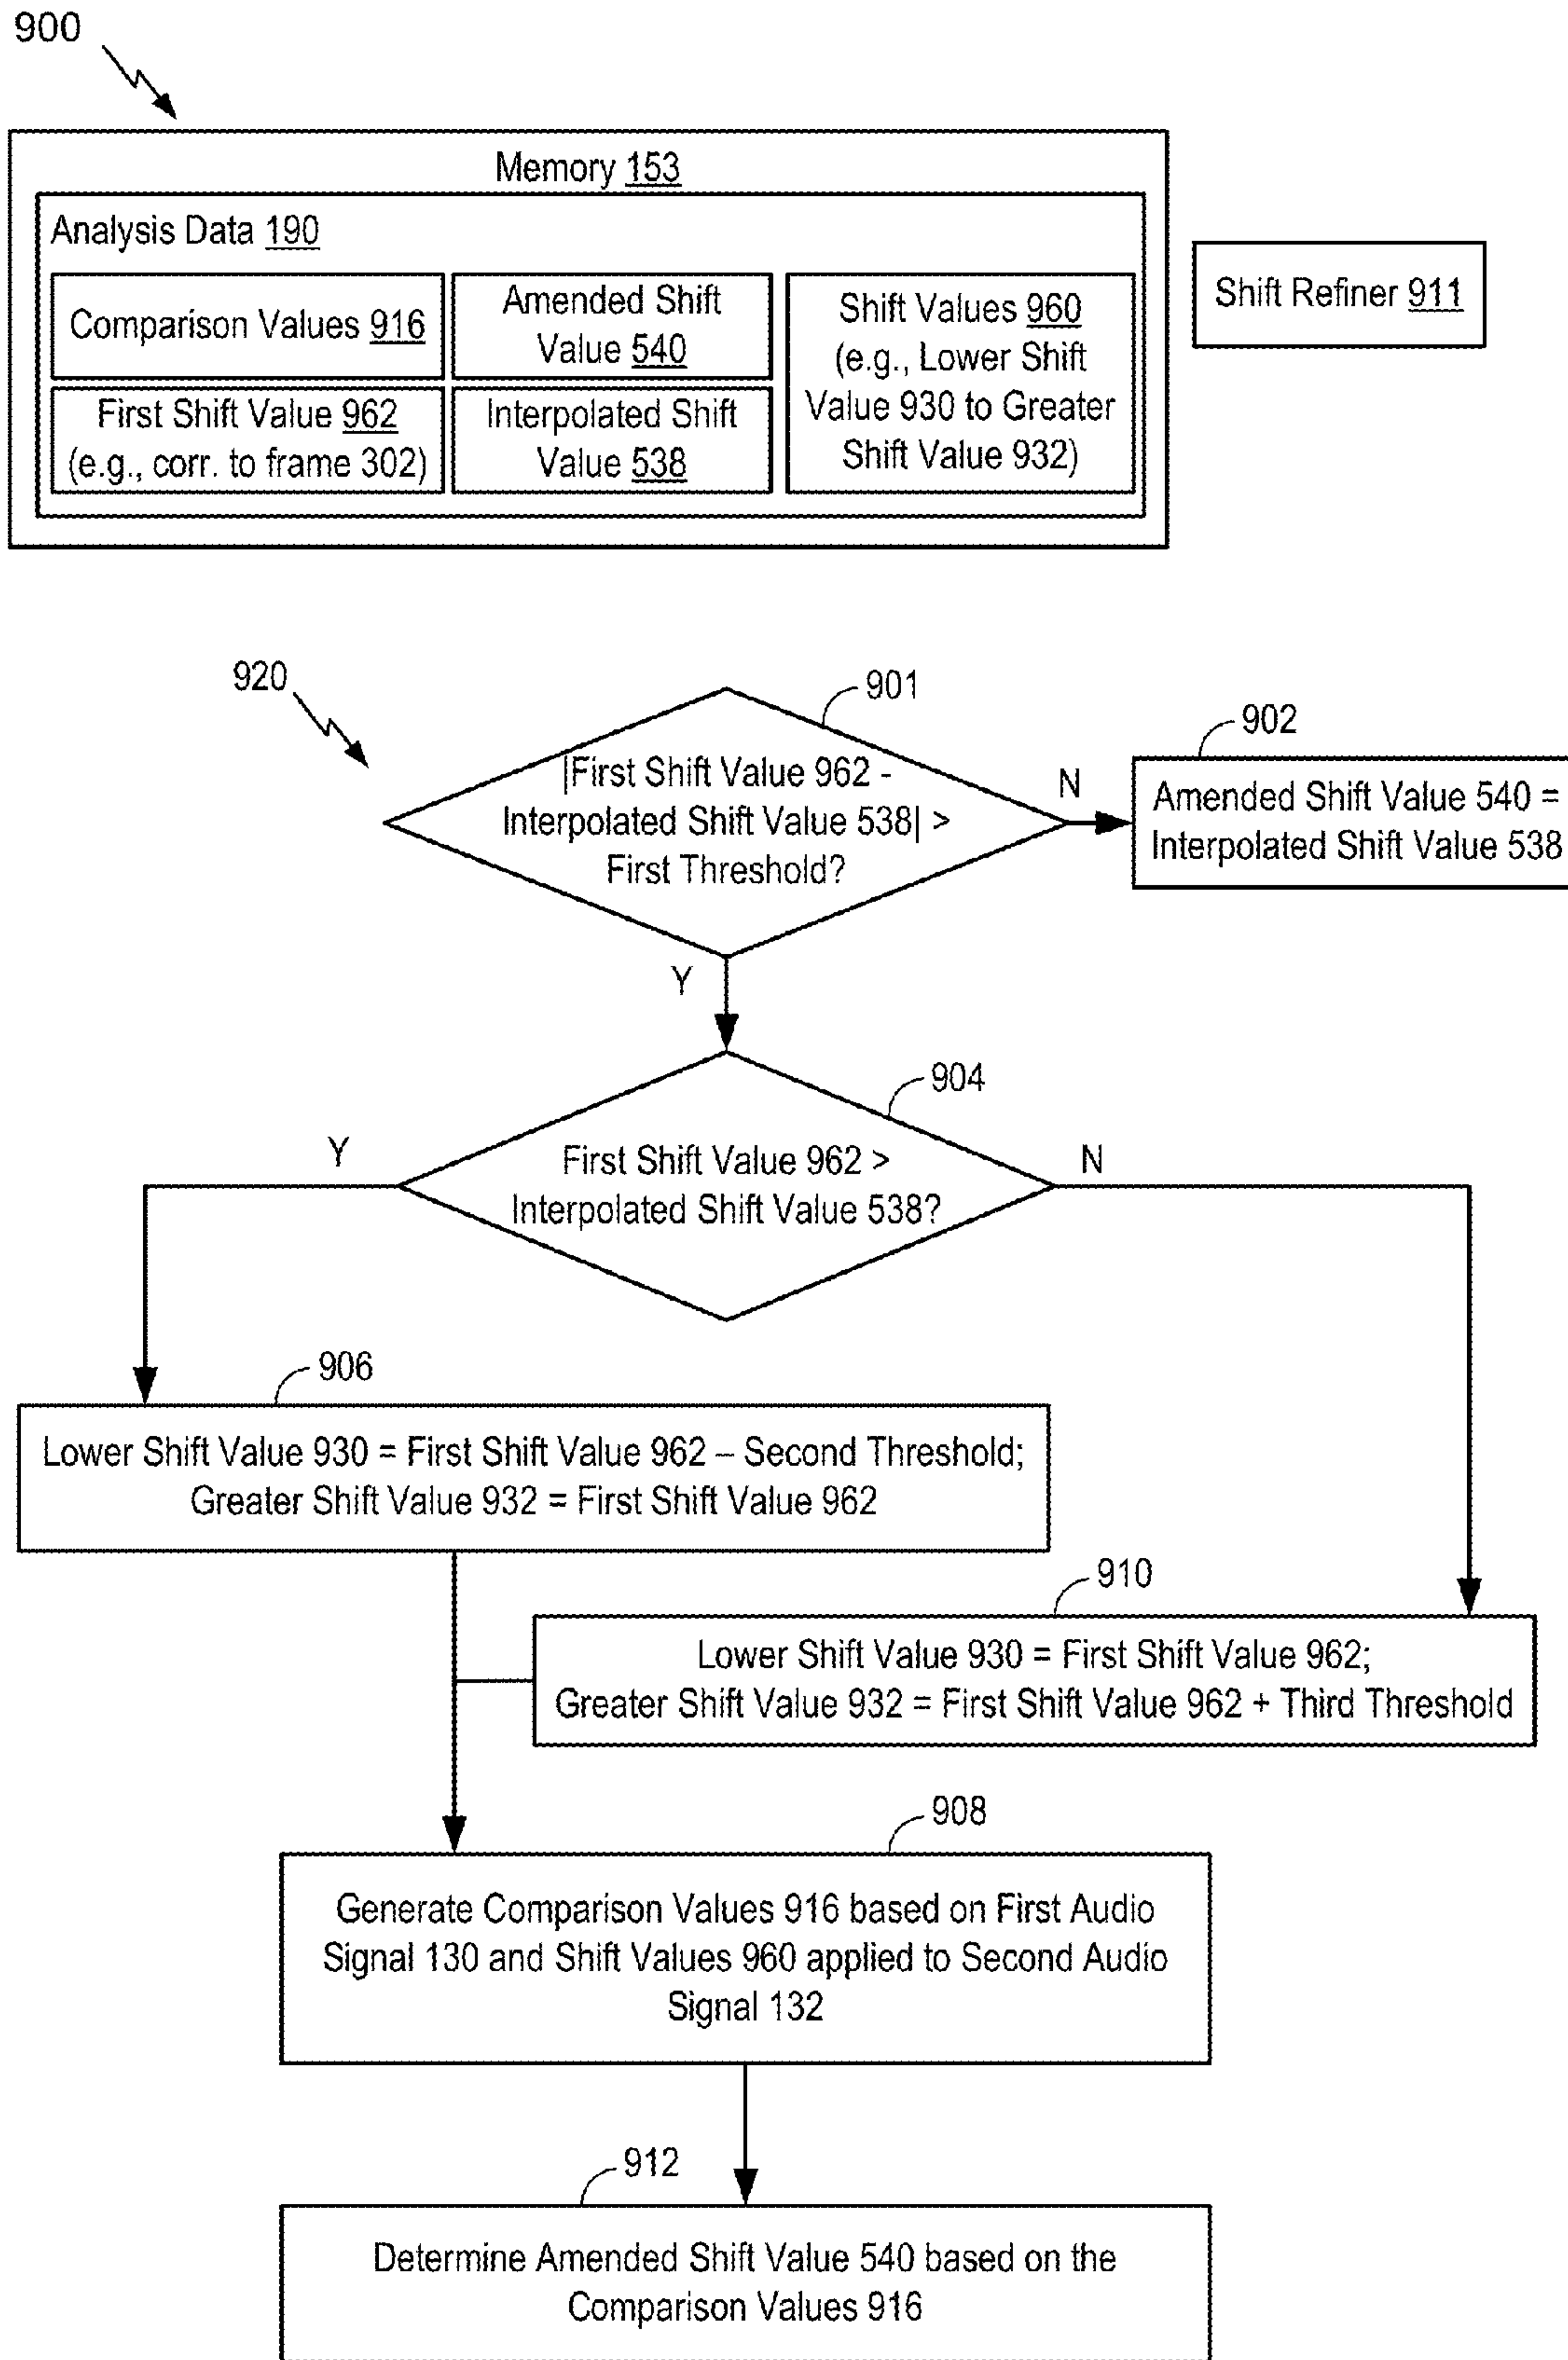 900
Memory 153
Analysis Data 190
Comparison Values 916
Amended Shift
Value 540
Shift Values 960
(e.g., Lower Shift
Value 930 to Greater
Shift Value 932)
First Shift Value 962
(e.g., corr. to frame 302)
Interpolated Shift
Value 538
Shift Refiner 911
920
901
|First Shift Value 962 -
Interpolated Shift Value 538| >
First Threshold?
N
902
Amended Shift Value 540 =
Interpolated Shift Value 538
Y
904
First Shift Value 962 >
Interpolated Shift Value 538?
Y
N
906
Lower Shift Value 930 = First Shift Value 962 – Second Threshold;
Greater Shift Value 932 = First Shift Value 962
910
Lower Shift Value 930 = First Shift Value 962;
Greater Shift Value 932 = First Shift Value 962 + Third Threshold
908
Generate Comparison Values 916 based on First Audio
Signal 130 and Shift Values 960 applied to Second Audio
Signal 132
912
Determine Amended Shift Value 540 based on the
Comparison Values 916